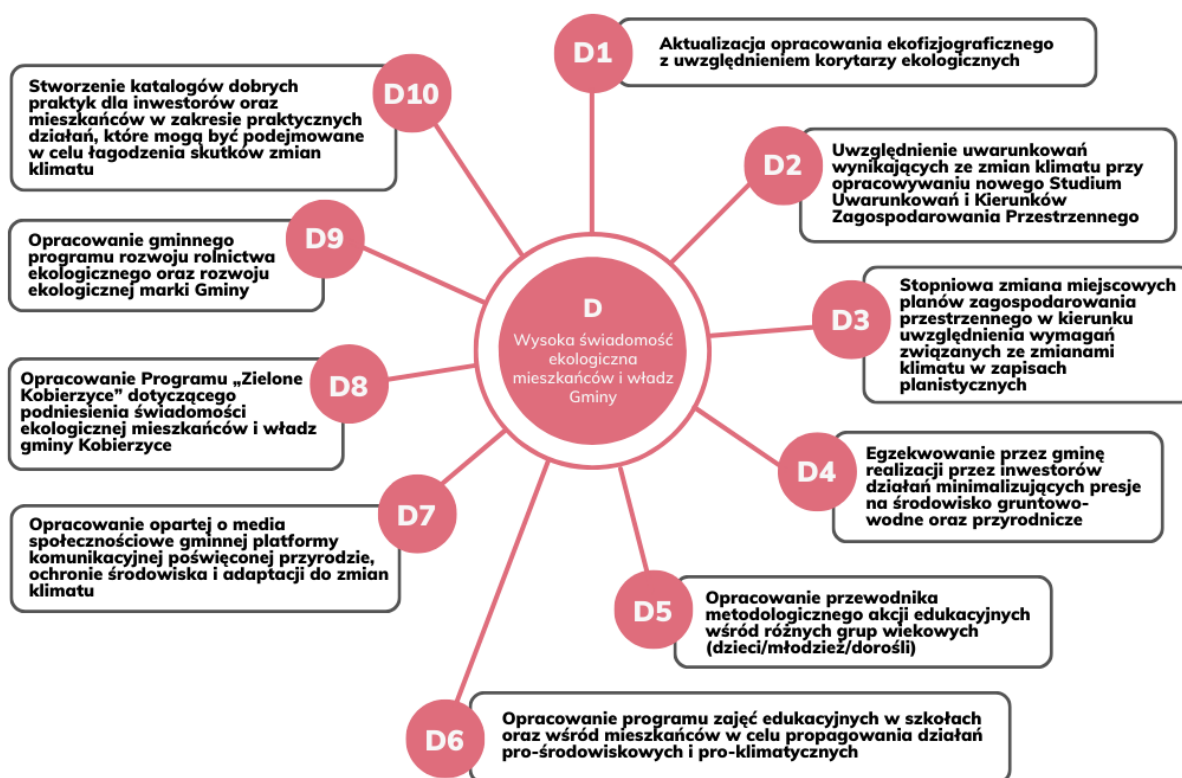 D
Wysoka świadomość
ekologiczna
mieszkańców i władz
Gminy
D1
Aktualizacja opracowania ekofizjograficznego
z uwzględnieniem korytarzy ekologicznych
D2
Uwzględnienie uwarunkowań
wynikających ze zmian klimatu przy
opracowywaniu nowego Studium
Uwarunkowań i Kierunków
Zagospodarowania Przestrzennego
D3
Stopniowa zmiana miejscowych
planów zagospodarowania
przestrzennego w kierunku
uwzględnienia wymagań
związanych ze zmianami
klimatu w zapisach
planistycznych
D4
Egzekwowanie przez gminę
realizacji przez inwestorów
działań minimalizujących presje
na środowisko gruntowo-
wodne oraz przyrodnicze
D5
Opracowanie przewodnika
metodologicznego akcji edukacyjnych
wśród różnych grup wiekowych
(dzieci/młodzież/dorośli)
D6
Opracowanie programu zajęć edukacyjnych w szkołach
oraz wśród mieszkańców w celu propagowania działań
pro-środowiskowych i pro-klimatycznych
D7
Opracowanie opartej o media
społecznościowe gminnej platformy
komunikacyjnej poświęconej przyrodzie,
ochronie środowiska i adaptacji do zmian
klimatu
D8
Opracowanie Programu „Zielone
Kobierzyce” dotyczącego
podniesienia świadomości
ekologicznej mieszkańców i władz
gminy Kobierzyce
D9
Opracowanie gminnego
programu rozwoju rolnictwa
ekologicznego oraz rozwoju
ekologicznej marki Gminy
D10
Stworzenie katalogów dobrych
praktyk dla inwestorów oraz
mieszkańców w zakresie praktycznych
działań, które mogą być podejmowane
w celu łagodzenia skutków zmian
klimatu